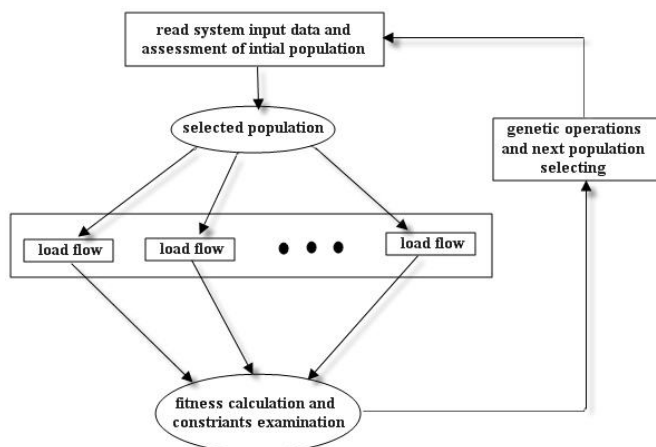 read system input data and
assessment of intial population
selected population
genetic operations
and next population
selecting
load flow
load flow
load flow
fitness calculation and
constriants examination